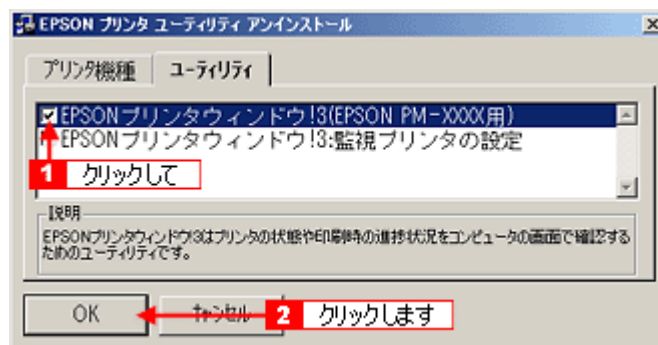 EPSON プリンタ ユーティリティ アンインストール
プリンタ機種 ユーティリティ
EPSONプリンタウィンドウ!3(EPSON PM-XXXX用)
EPSONプリンタウィンドウ!3:監視プリンタの設定
1 クリックして
説明
EPSONプリンタウィンドウ!3はプリンタの状態や印刷時の進捗状況をコンピュータの画面で確認する
ためのユーティリティです。
OK キャンセル 2 クリックします